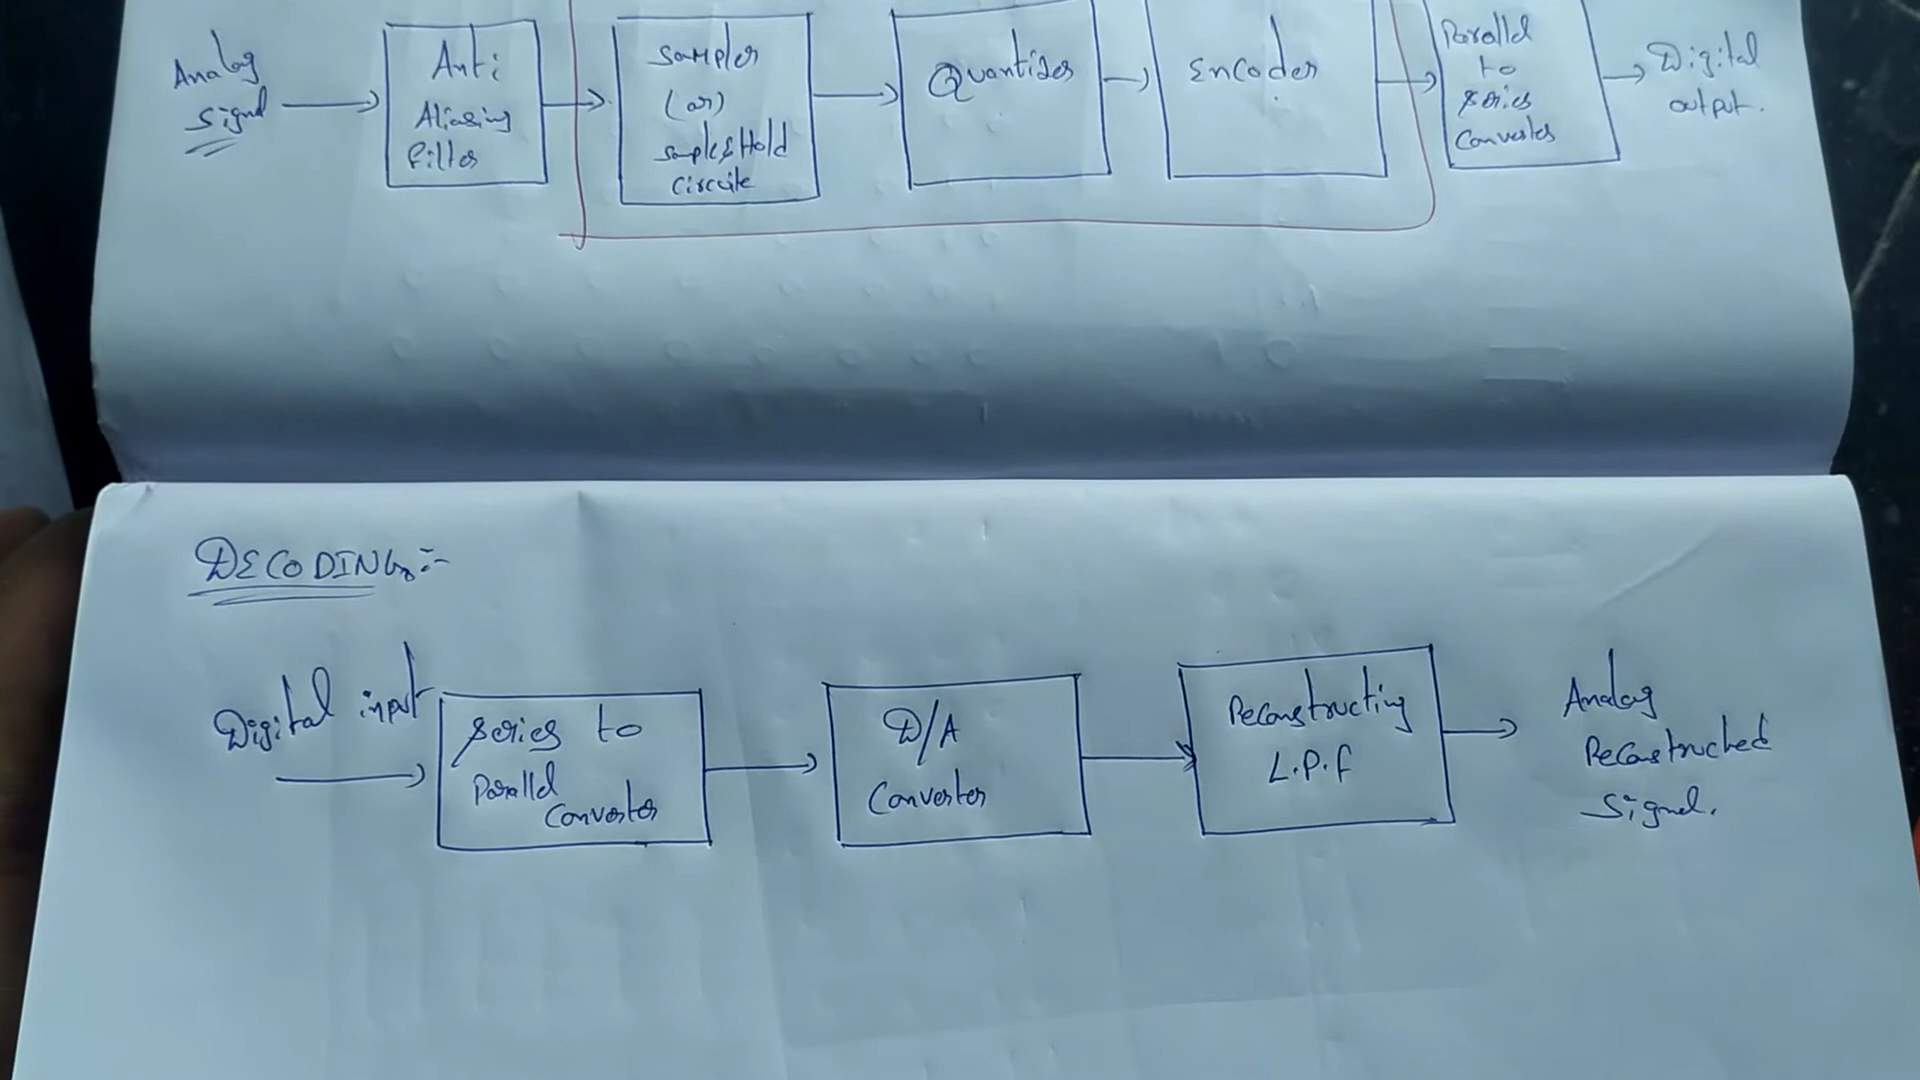 Analog
Signal
Anti
Aliasing
Filter
Sampler
(or)
Sample & Hold
Circuite
Quantizer
Encoder
Parallel
to
Series
Converter
Digital
output.
DECODING:-
Digital input
Series to
Parallel
Converter
D/A
Converter
Reconstructing
L.P.F
Analog
Reconstructed
Signal.